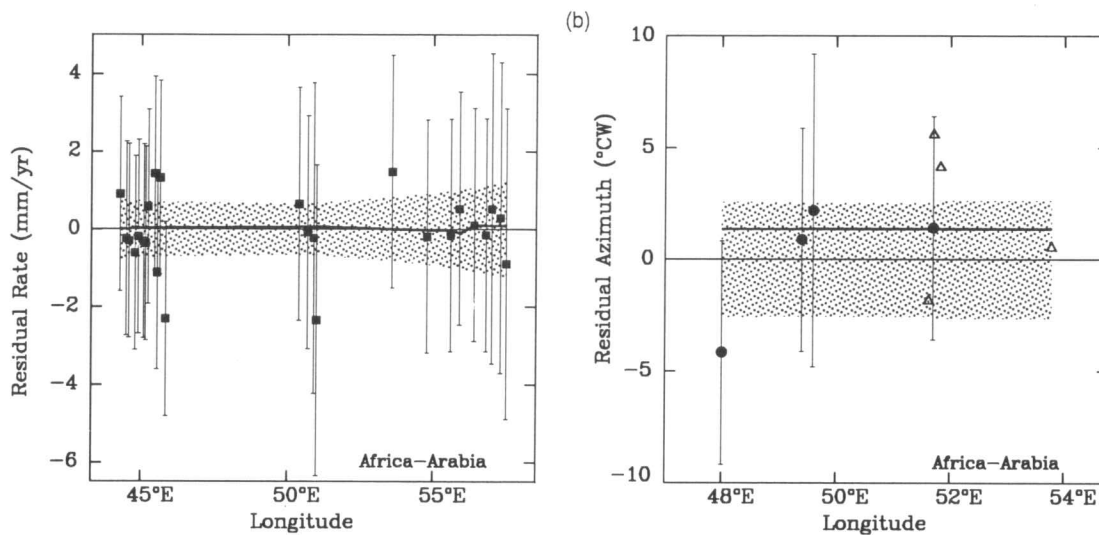 (b)
4
2
0
−2
−4
−6
Residual Rate (mm/yr)
Africa−Arabia
45°E
50°E
55°E
Longitude
10
5
0
−5
−10
Residual Azimuth (°CW)
Africa−Arabia
48°E
50°E
52°E
54°E
Longitude